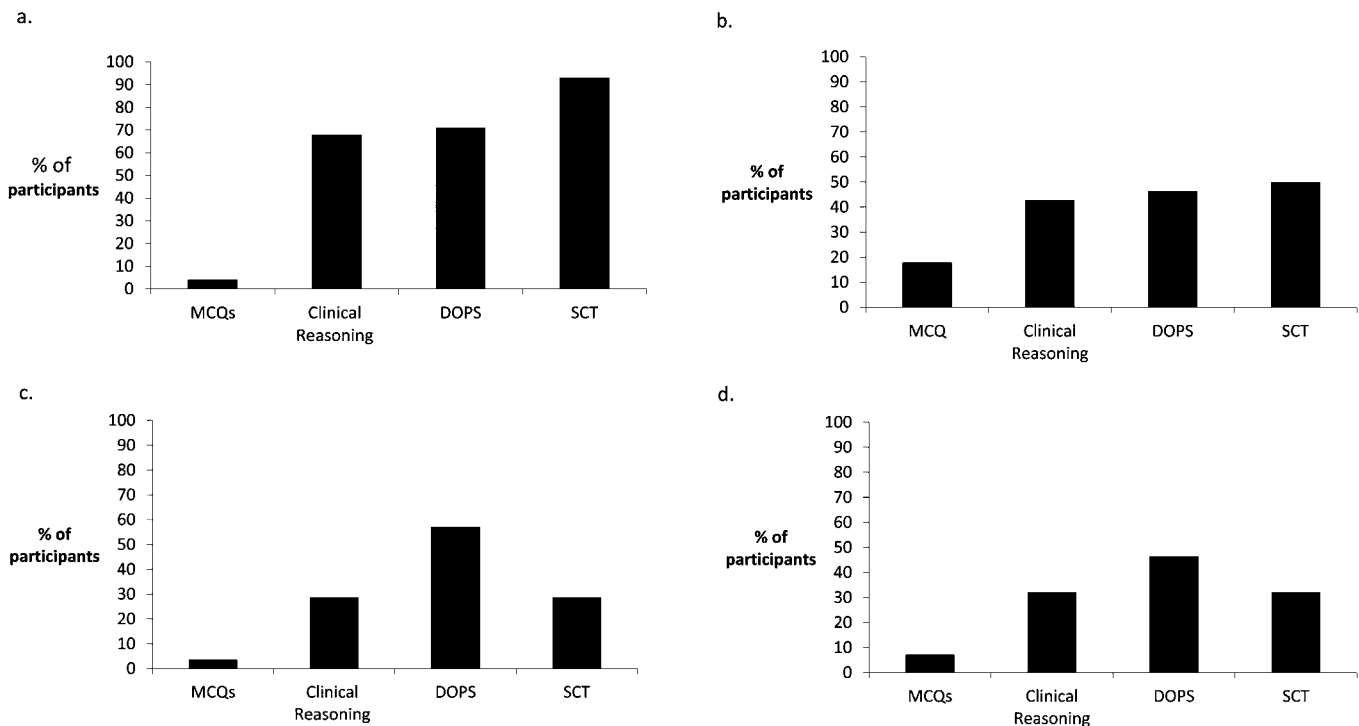 a.
100
90
80
70
60
50
40
30
20
10
0
% of
participants
MCQs
Clinical
Reasoning
DOPS
SCT
b.
100
90
80
70
60
50
40
30
20
10
0
% of
participants
MCQ
Clinical
Reasoning
DOPS
SCT
c.
100
90
80
70
60
50
40
30
20
10
0
% of
participants
MCQs
Clinical
Reasoning
DOPS
SCT
d.
100
90
80
70
60
50
40
30
20
10
0
% of
participants
MCQs
Clinical
Reasoning
DOPS
SCT